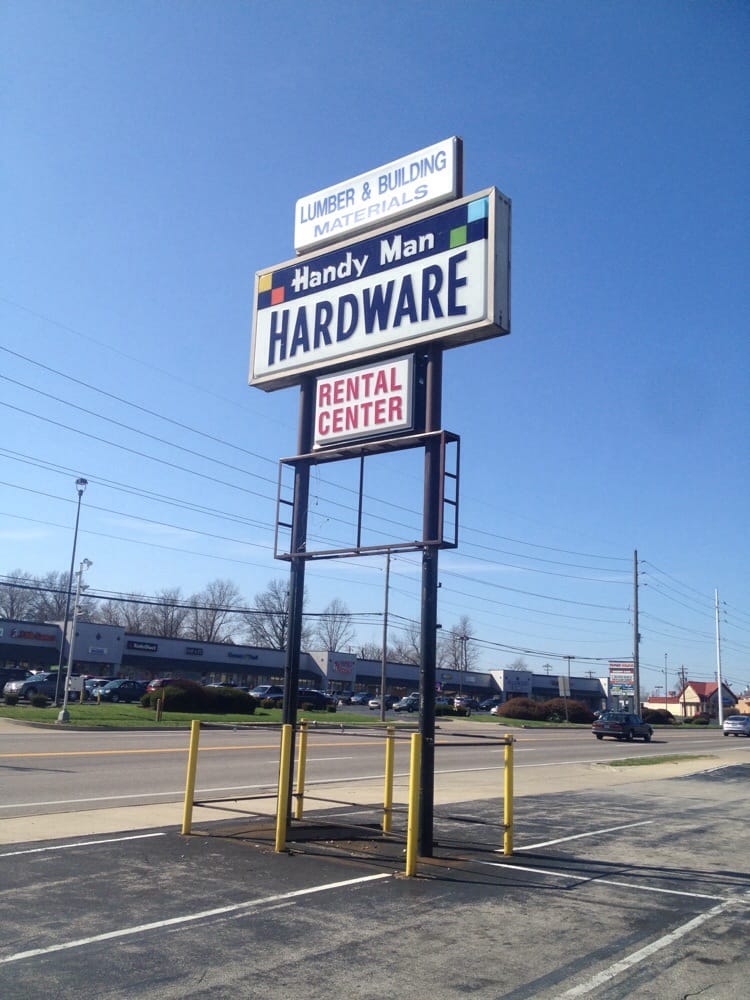 LUMBER & BUILDING
MATERIALS
Handy Man
HARDWARE
RENTAL
CENTER